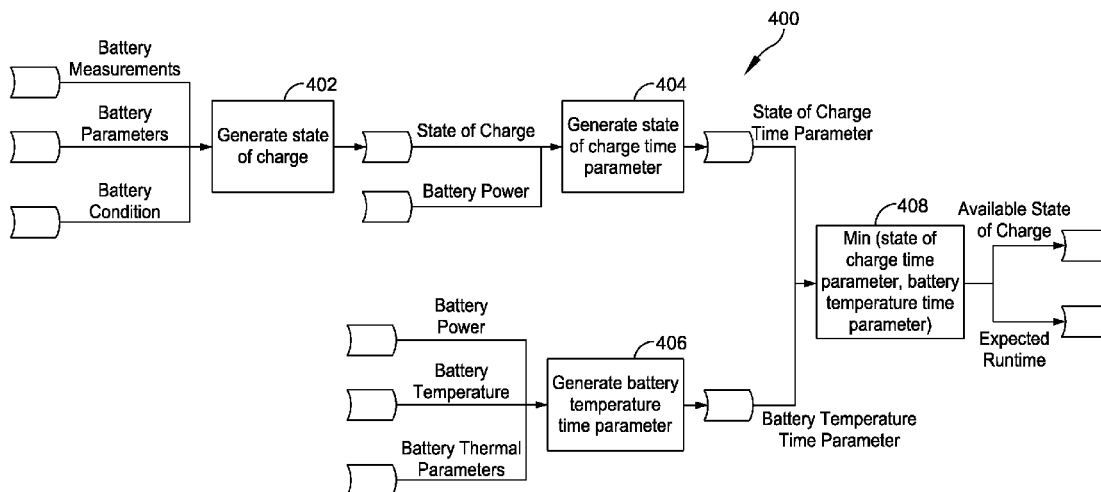 400
Battery
Measurements
Battery
Parameters
Battery
Condition
402
Generate state
of charge
State of Charge
Battery Power
404
Generate state
of charge time
parameter
State of Charge
Time Parameter
Battery
Power
Battery
Temperature
Battery Thermal
Parameters
406
Generate battery
temperature
time parameter
Battery Temperature
Time Parameter
408
Min (state of
charge time
parameter, battery
temperature time
parameter)
Available State
of Charge
Expected
Runtime